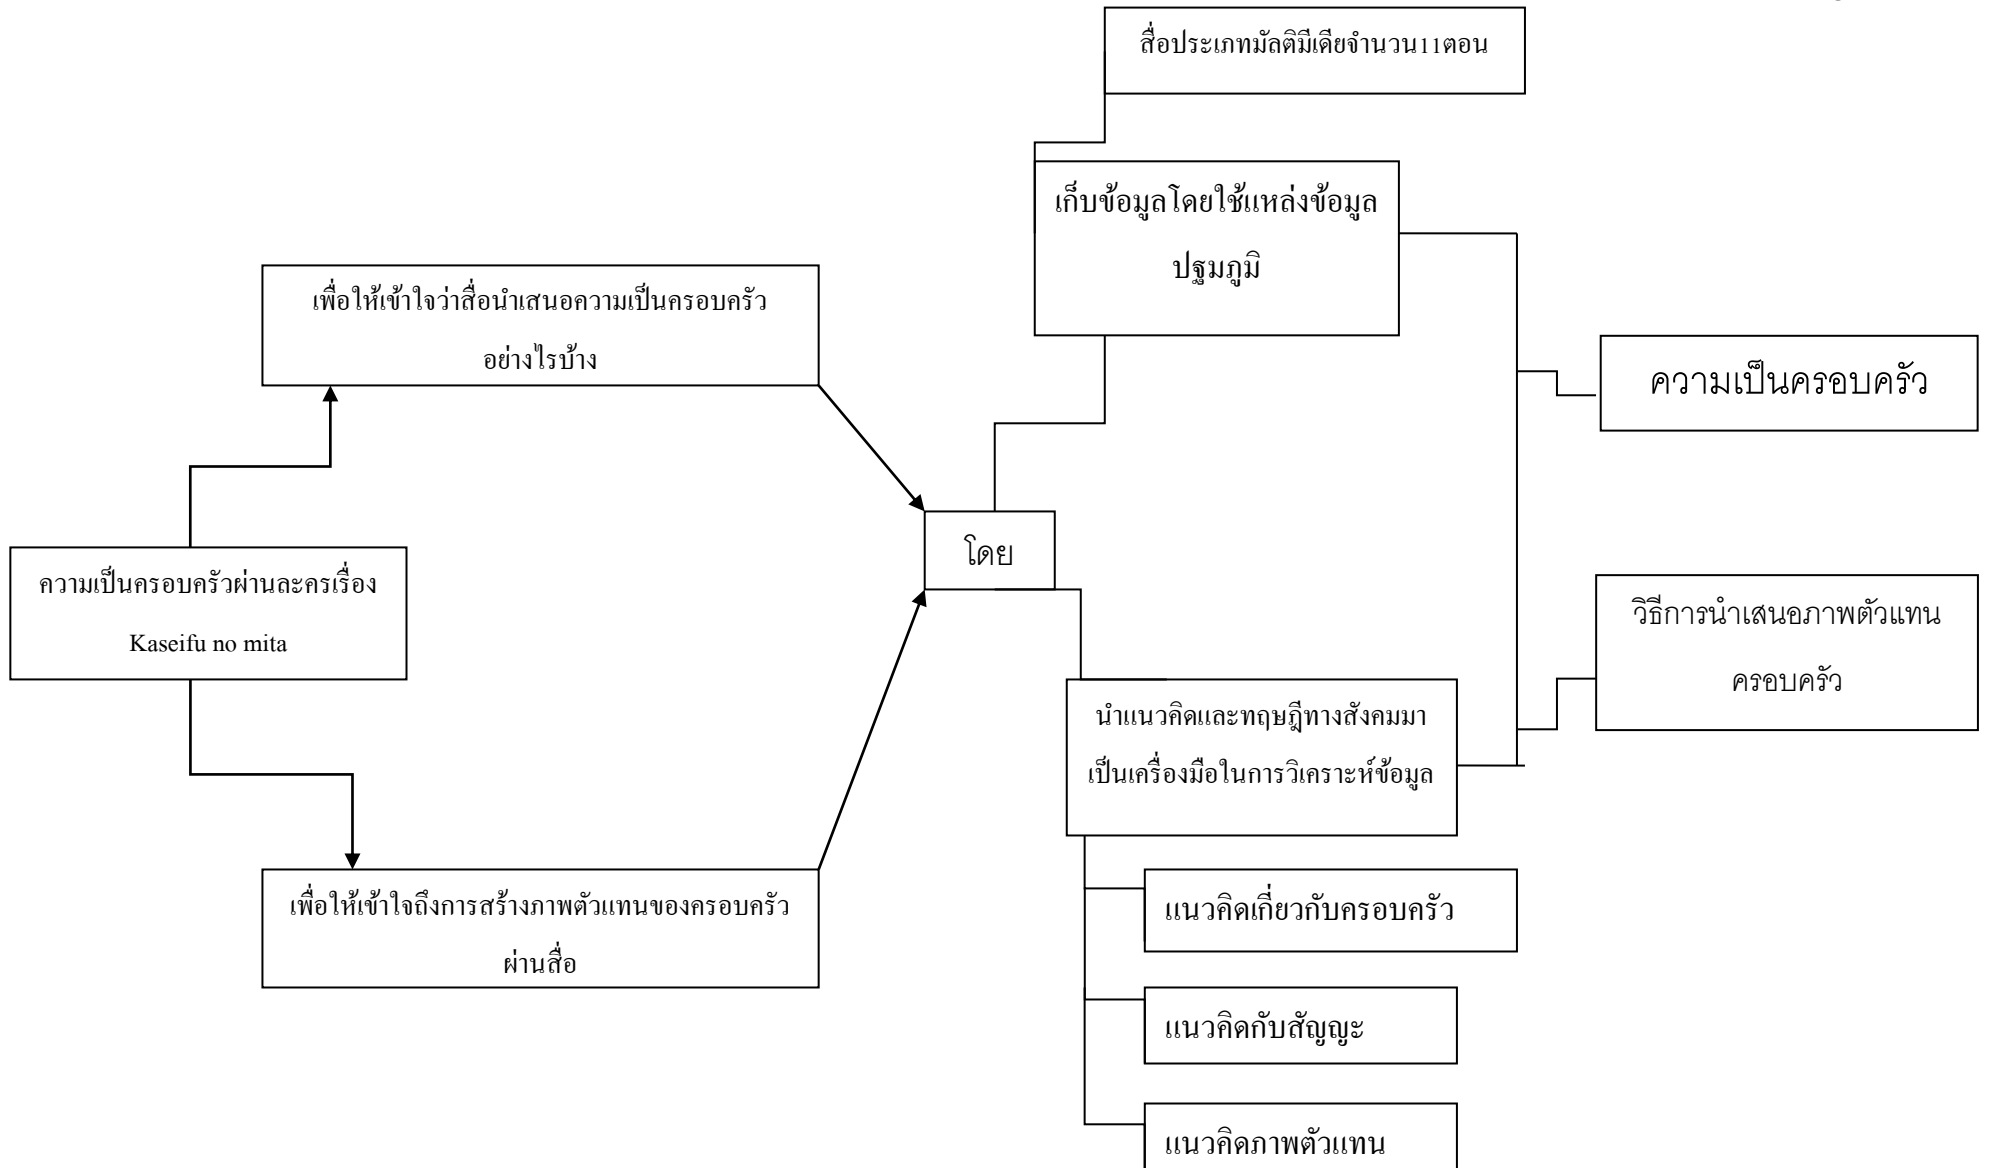 สื่อประเภทมัลติมีเดียจำนวน11ตอน
เก็บข้อมูลโดยใช้แหล่งข้อมูล
ปฐมภูมิ
เพื่อให้เข้าใจว่าสื่อนำเสนอความเป็นครอบครัว
อย่างไรบ้าง
ความเป็นครอบครัว
โดย
ความเป็นครอบครัวผ่านละครเรื่อง
Kaseifu no mita
วิธีการนำเสนอภาพตัวแทน
ครอบครัว
นำแนวคิดและทฤษฎีทางสังคมมา
เป็นเครื่องมือในการวิเคราะห์ข้อมูล
เพื่อให้เข้าใจถึงการสร้างภาพตัวแทนของครอบครัว
ผ่านสื่อ
แนวคิดเกี่ยวกับครอบครัว
แนวคิดกับสัญญะ
แนวคิดภาพตัวแทน